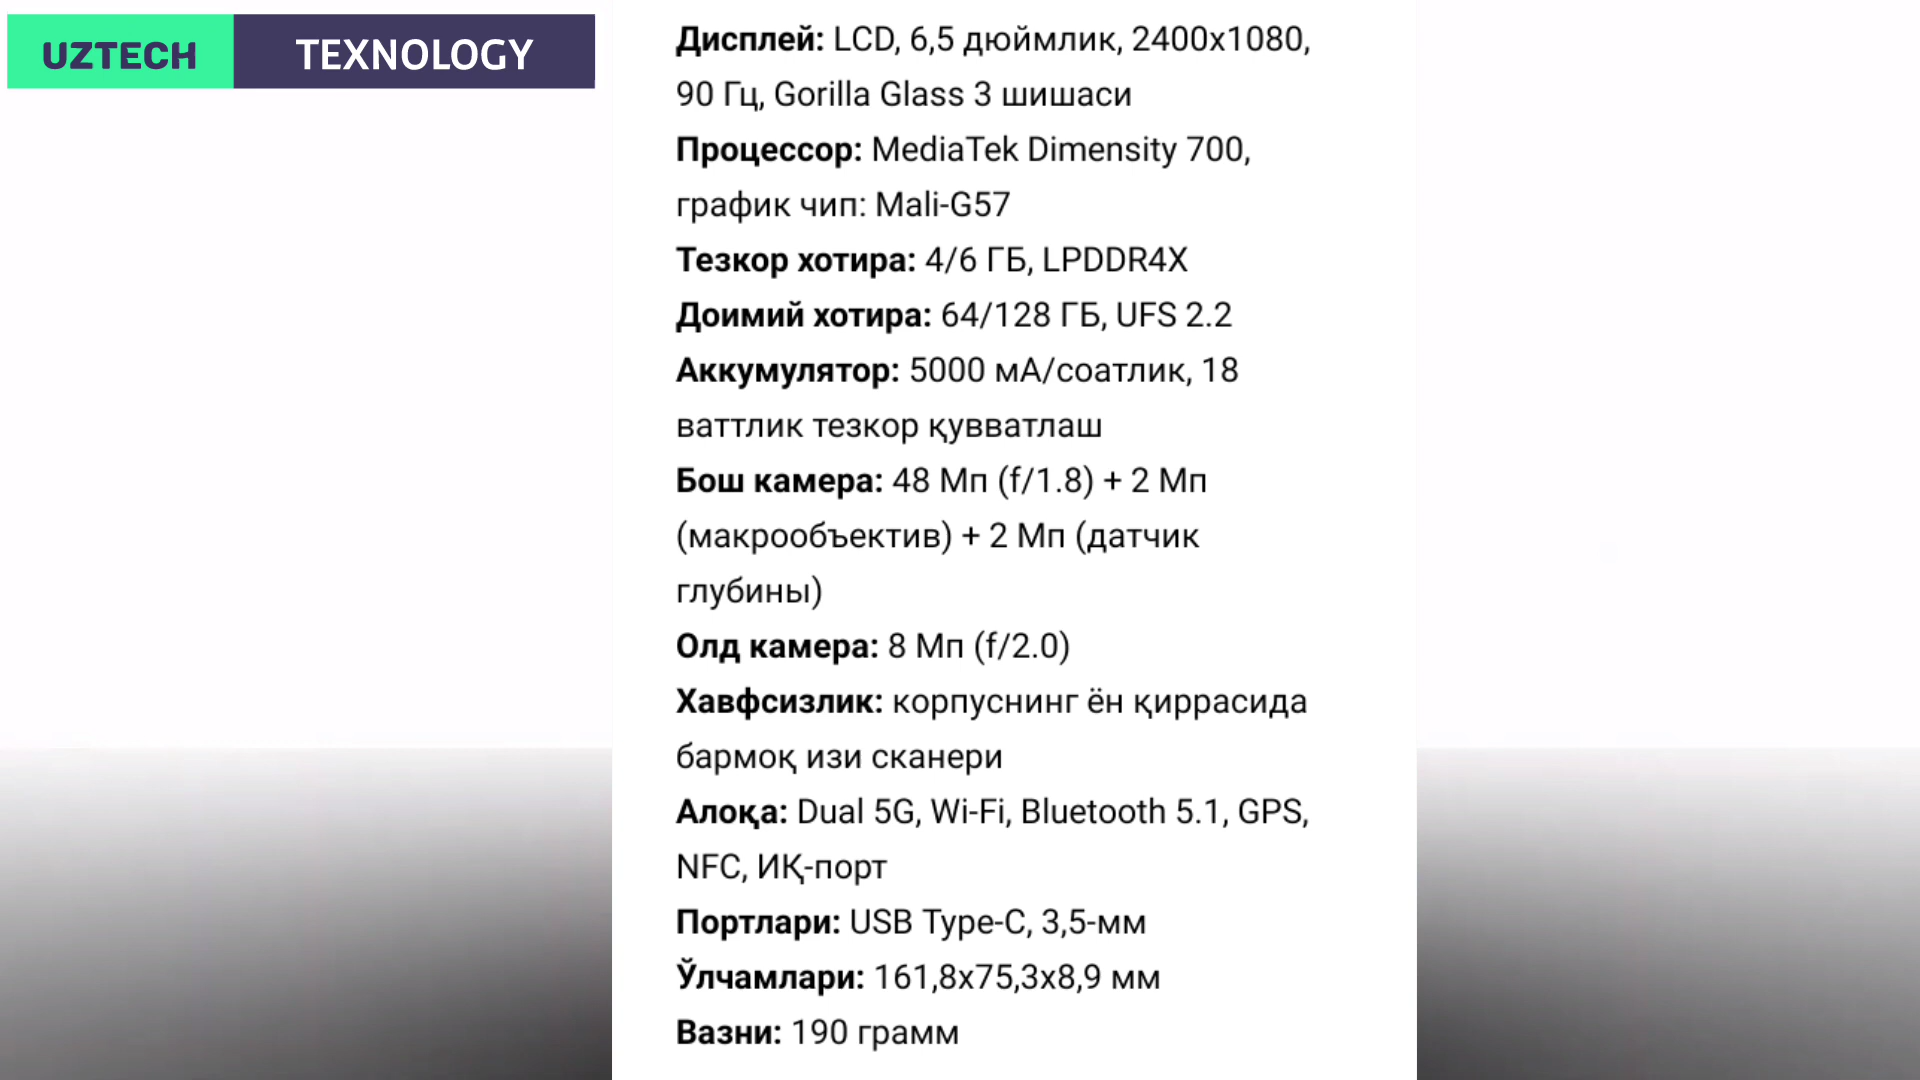 UZTECH TEXNOLOGY
Дисплей: LCD, 6,5 дюймлик, 2400x1080,
90 Гц, Gorilla Glass 3 шишаси
Процессор: MediaTek Dimensity 700,
график чип: Mali-G57
Тезкор хотира: 4/6 ГБ, LPDDR4X
Доимий хотира: 64/128 ГБ, UFS 2.2
Аккумулятор: 5000 мА/соатлик, 18
ваттлик тезкор қувватлаш
Бош камера: 48 Мп (f/1.8) + 2 Мп
(макрообъектив) + 2 Мп (датчик
глубины)
Олд камера: 8 Мп (f/2.0)
Хавфсизлик: корпуснинг ён қиррасида
бармоқ изи сканери
Алоқа: Dual 5G, Wi-Fi, Bluetooth 5.1, GPS,
NFC, ИҚ-порт
Портлари: USB Type-C, 3,5-мм
Ўлчамлари: 161,8x75,3x8,9 мм
Вазни: 190 грамм